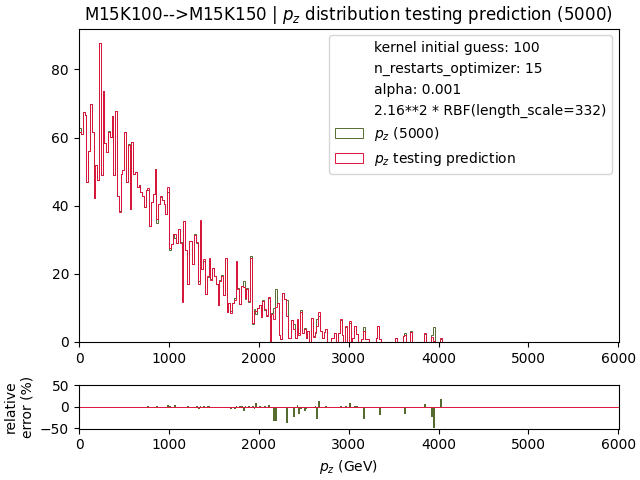 M15K100-->M15K150 | p_z distribution testing prediction (5000)
kernel initial guess: 100
n_restarts_optimizer: 15
alpha: 0.001
2.16**2 * RBF(length_scale=332)
p_z (5000)
p_z testing prediction
80
60
40
20
0
0 1000 2000 3000 4000 5000 6000
relative
error (%)
50
0
−50
0 1000 2000 3000 4000 5000 6000
p_z (GeV)